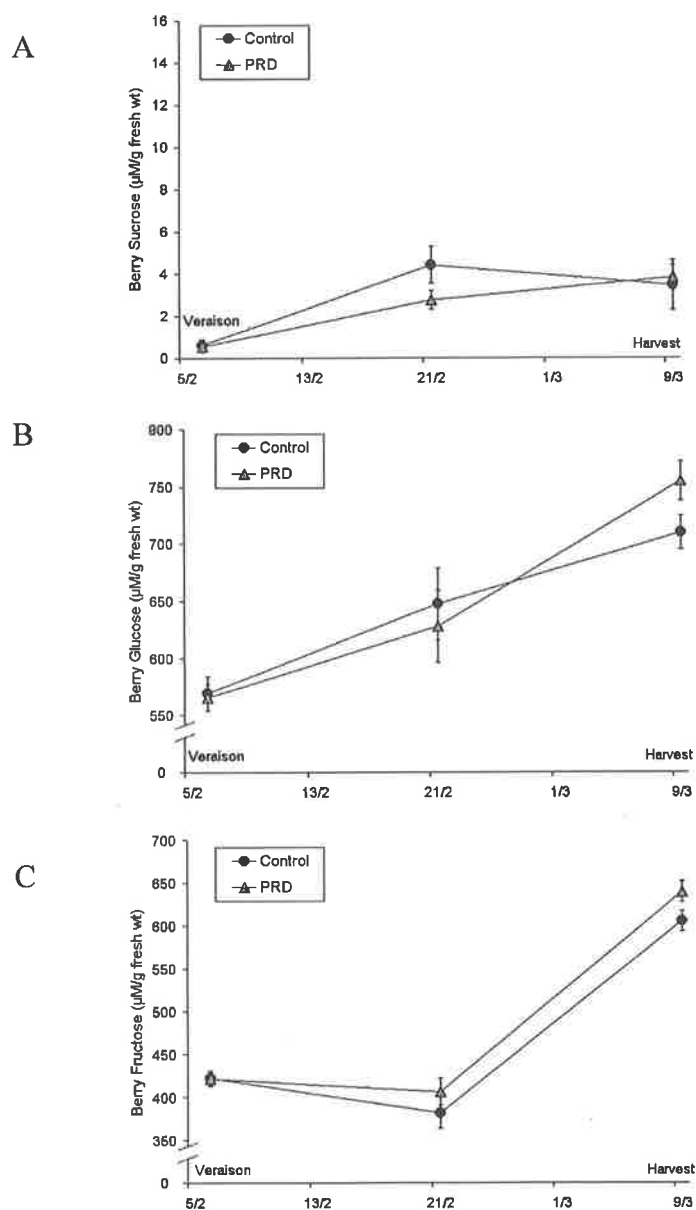 A
Berry Sucrose (µM/g fresh wt)
16
14
12
10
8
6
4
2
0
Control
PRD
Veraison
Harvest
5/2
13/2
21/2
1/3
9/3
B
Berry Glucose (µM/g fresh wt)
800
750
700
650
600
550
0
Control
PRD
Veraison
Harvest
5/2
13/2
21/2
1/3
9/3
C
Berry Fructose (µM/g fresh wt)
700
650
600
550
500
450
400
350
0
Control
PRD
Veraison
Harvest
5/2
13/2
21/2
1/3
9/3